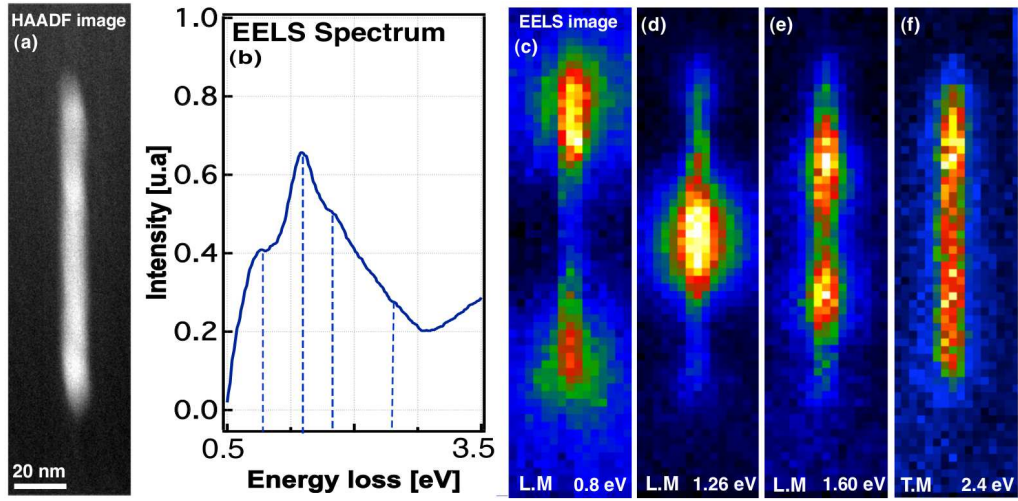 HAADF image
(a)
20 nm
EELS Spectrum
(b)
1.0
0.8
0.6
0.4
0.2
0.0
Intensity [u.a]
0.5
3.5
Energy loss [eV]
EELS image
(c)
L.M 0.8 eV
(d)
L.M 1.26 eV
(e)
L.M 1.60 eV
(f)
T.M 2.4 eV